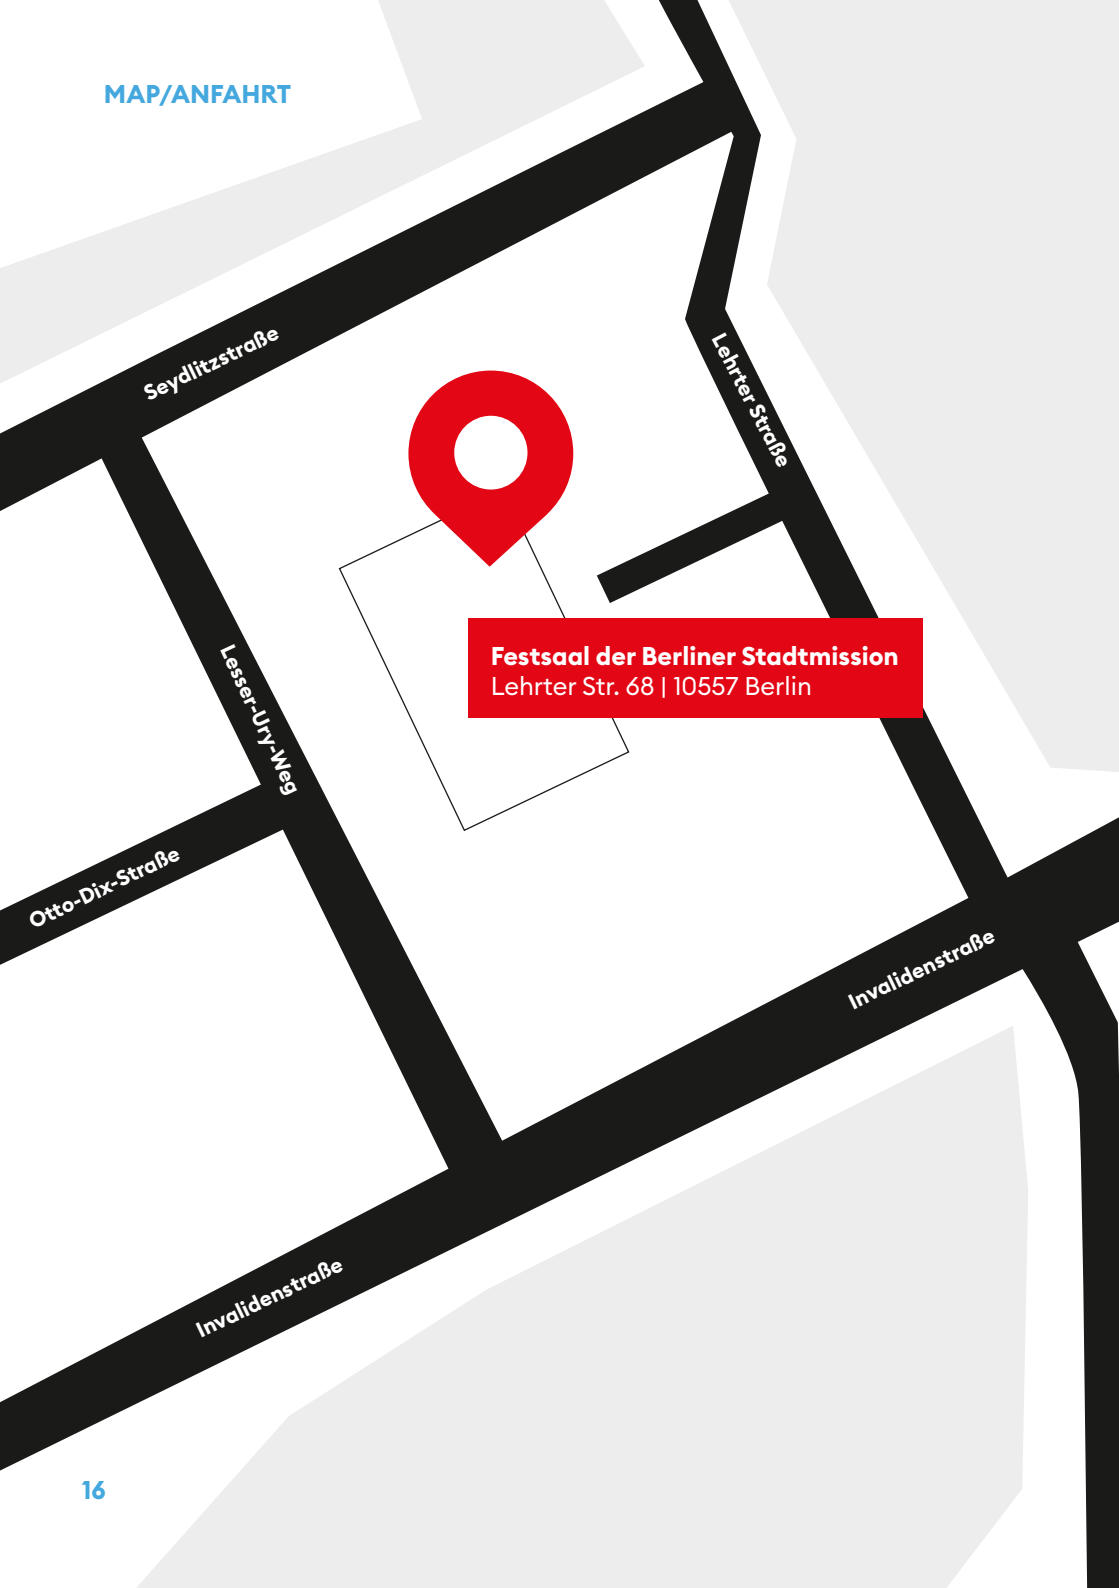 MAP/ANFAHRT
Seydlitzstraße
Lehrter Straße
Festsaal der Berliner Stadtmission
Lehrter Str. 68 | 10557 Berlin
Lesser-Ury-Weg
Otto-Dix-Straße
Invalidenstraße
Invalidenstraße
16